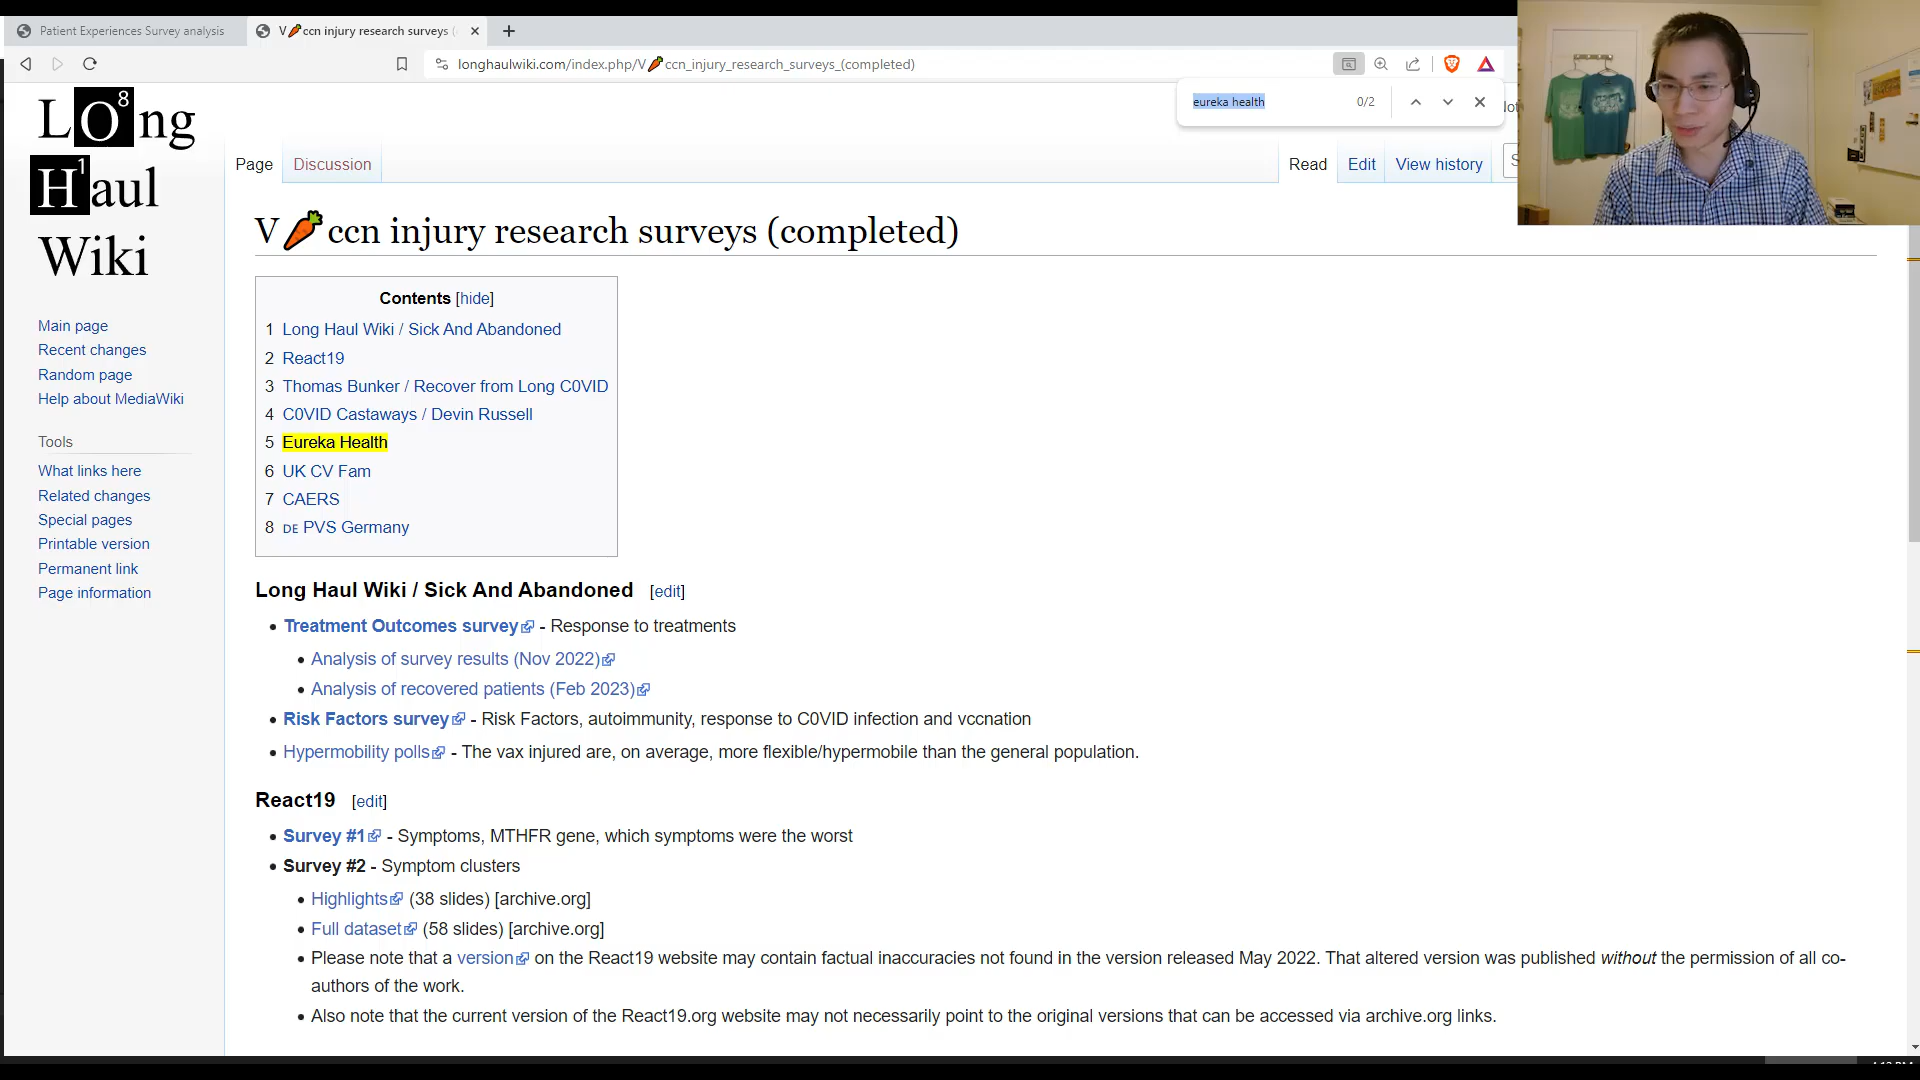 Patient Experiences Survey analysis
V🥕ccn injury research surveys (
longhaulwiki.com/index.php/V🥕ccn_injury_research_surveys_(completed)
eureka health 0/2
LO8ng
H1aul
Wiki
Page Discussion Read Edit View history
V🥕ccn injury research surveys (completed)
Main page
Recent changes
Random page
Help about MediaWiki
Tools
What links here
Related changes
Special pages
Printable version
Permanent link
Page information
Contents [hide]
1 Long Haul Wiki / Sick And Abandoned
2 React19
3 Thomas Bunker / Recover from Long C0VID
4 C0VID Castaways / Devin Russell
5 Eureka Health
6 UK CV Fam
7 CAERS
8 DE PVS Germany
Long Haul Wiki / Sick And Abandoned [edit]
• Treatment Outcomes survey - Response to treatments
• Analysis of survey results (Nov 2022)
• Analysis of recovered patients (Feb 2023)
• Risk Factors survey - Risk Factors, autoimmunity, response to C0VID infection and vccnation
• Hypermobility polls - The vax injured are, on average, more flexible/hypermobile than the general population.
React19 [edit]
• Survey #1 - Symptoms, MTHFR gene, which symptoms were the worst
• Survey #2 - Symptom clusters
• Highlights (38 slides) [archive.org]
• Full dataset (58 slides) [archive.org]
• Please note that a version on the React19 website may contain factual inaccuracies not found in the version released May 2022. That altered version was published without the permission of all co-
authors of the work.
• Also note that the current version of the React19.org website may not necessarily point to the original versions that can be accessed via archive.org links.